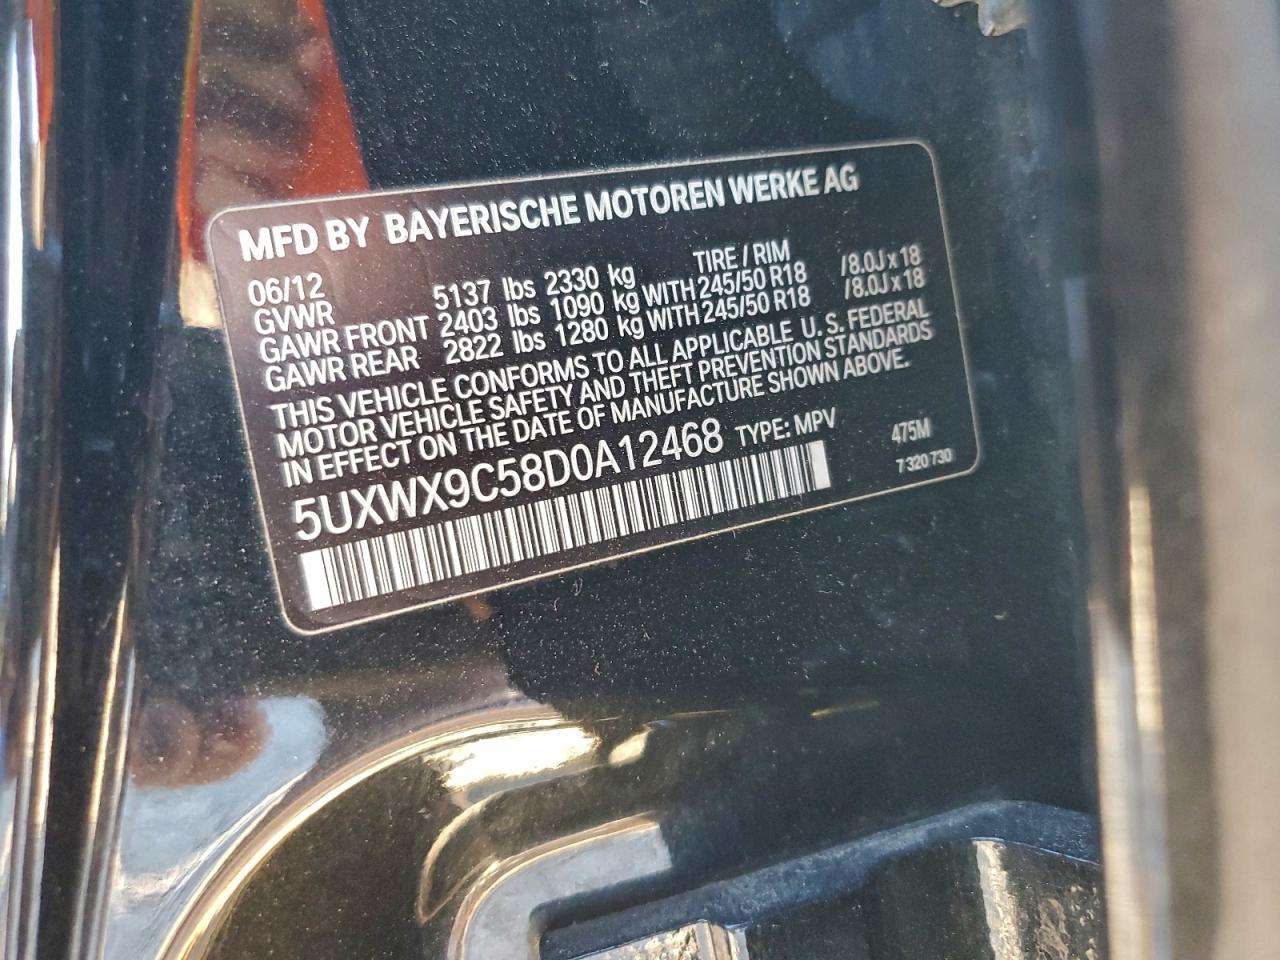 MFD BY BAYERISCHE MOTOREN WERKE AG
06/12 TIRE / RIM
GVWR 5137 lbs 2330 kg
GAWR FRONT 2403 lbs 1090 kg WITH 245/50 R18 /8.0J x 18
GAWR REAR 2822 lbs 1280 kg WITH 245/50 R18 /8.0J x 18
THIS VEHICLE CONFORMS TO ALL APPLICABLE U. S. FEDERAL
MOTOR VEHICLE SAFETY AND THEFT PREVENTION STANDARDS
IN EFFECT ON THE DATE OF MANUFACTURE SHOWN ABOVE.
5UXWX9C58D0A12468 TYPE: MPV 475M
7 320 730